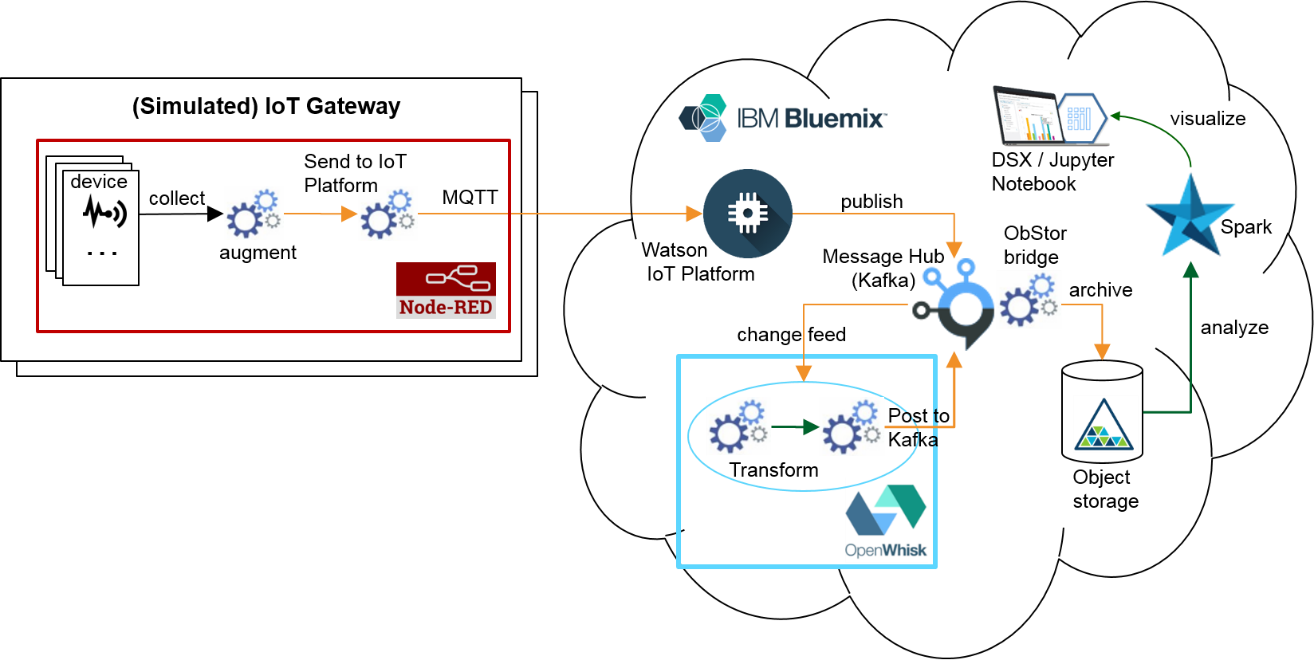 (Simulated) IoT Gateway
device
...
collect
augment
Send to IoT
Platform
MQTT
Node-RED
IBM Bluemix™
Watson
IoT Platform
publish
Message Hub
(Kafka)
change feed
Transform
Post to
Kafka
OpenWhisk
ObStor
bridge
archive
Object
storage
analyze
Spark
visualize
DSX / Jupyter
Notebook